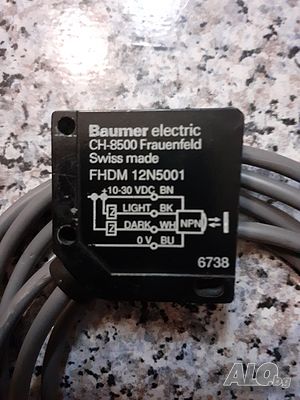 Baumer electric
CH-8500 Frauenfeld
Swiss made
FHDM 12N5001
+10-30 VDC BN
LIGHT BK
Z
DARK WH
Z
NPN
0 V BU
6738
ALO.bg